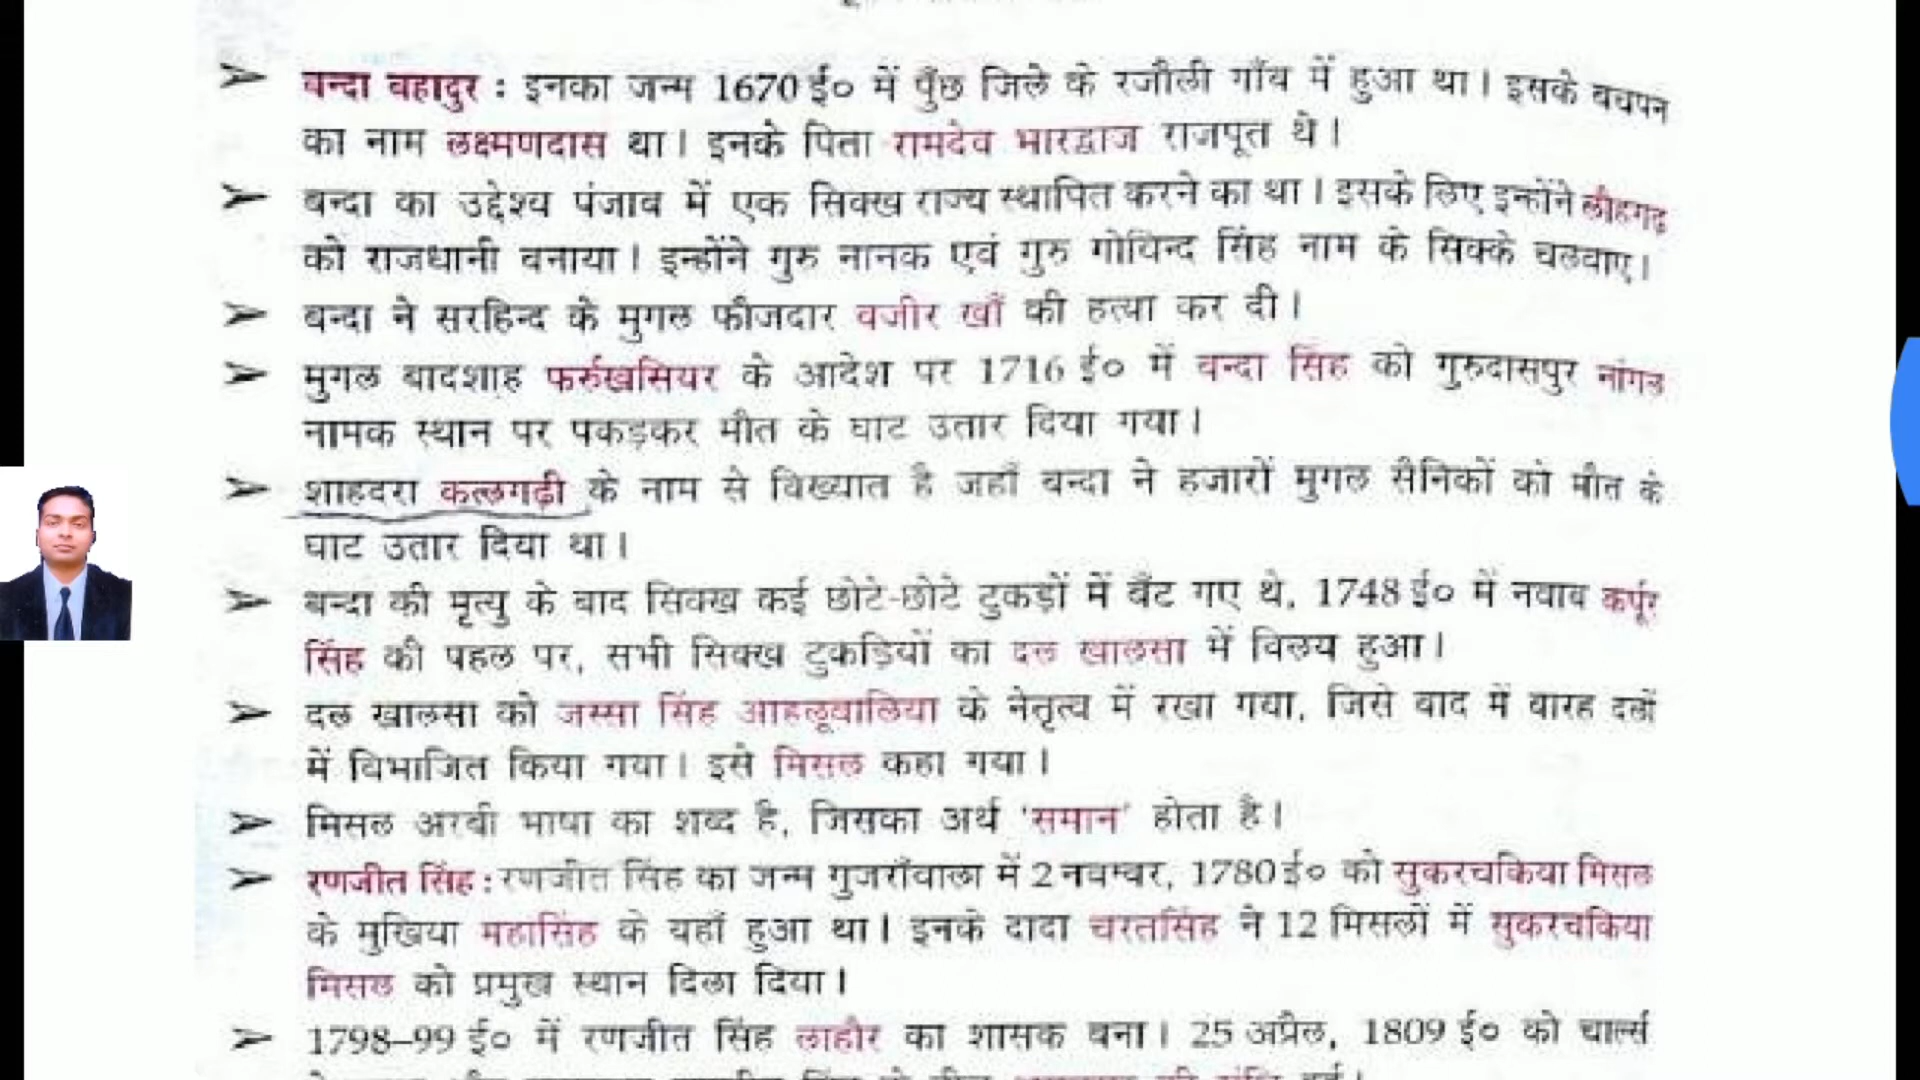 ➤ बन्दा बहादुर : इनका जन्म 1670 ई० में पुँछ जिले के रजौली गाँव में हुआ था। इसके बचपन
का नाम लक्ष्मणदास था। इनके पिता रामदेव भारद्वाज राजपूत थे।
➤ बन्दा का उद्देश्य पंजाब में एक सिक्ख राज्य स्थापित करने का था। इसके लिए इन्होंने लौहगढ़
को राजधानी बनाया। इन्होंने गुरु नानक एवं गुरु गोविन्द सिंह नाम के सिक्के चलवाए।
➤ बन्दा ने सरहिन्द के मुगल फौजदार वजीर खाँ की हत्या कर दी।
➤ मुगल बादशाह फर्रुखसियर के आदेश पर 1716 ई० में बन्दा सिंह को गुरुदासपुर नांगल
नामक स्थान पर पकड़कर मौत के घाट उतार दिया गया।
➤ शाहदरा कत्लगढ़ी के नाम से विख्यात है जहाँ बन्दा ने हजारों मुगल सैनिकों को मौत के
घाट उतार दिया था।
➤ बन्दा की मृत्यु के बाद सिक्ख कई छोटे-छोटे टुकड़ों में बँट गए थे, 1748 ई० में नवाब कर्पूर
सिंह की पहल पर, सभी सिक्ख टुकड़ियों का दल खालसा में विलय हुआ।
➤ दल खालसा को जस्सा सिंह आहलूवालिया के नेतृत्व में रखा गया, जिसे बाद में बारह दलों
में विभाजित किया गया। इसे मिसल कहा गया।
➤ मिसल अरबी भाषा का शब्द है, जिसका अर्थ 'समान' होता है।
➤ रणजीत सिंह : रणजीत सिंह का जन्म गुजराँवाला में 2 नवम्बर, 1780 ई० को सुकरचकिया मिसल
के मुखिया महासिंह के यहाँ हुआ था। इनके दादा चरतसिंह ने 12 मिसलों में सुकरचकिया
मिसल को प्रमुख स्थान दिला दिया।
➤ 1798–99 ई० में रणजीत सिंह लाहौर का शासक बना। 25 अप्रैल, 1809 ई० को चार्ल्स